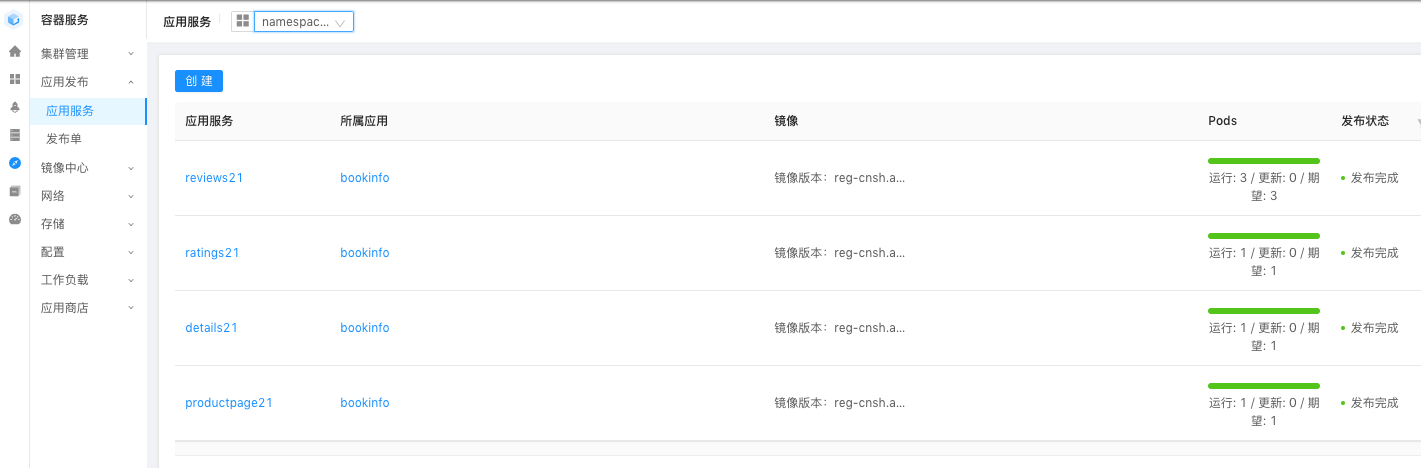 容器服务
集群管理
应用发布
应用服务
发布单
镜像中心
网络
存储
配置
工作负载
应用商店
应用服务 namespac...
创 建
应用服务 所属应用 镜像 Pods 发布状态
reviews21 bookinfo 镜像版本: reg-cnsh.a... 运行: 3 / 更新: 0 / 期 发布完成
望: 3
ratings21 bookinfo 镜像版本: reg-cnsh.a... 运行: 1 / 更新: 0 / 期 发布完成
望: 1
details21 bookinfo 镜像版本: reg-cnsh.a... 运行: 1 / 更新: 0 / 期 发布完成
望: 1
productpage21 bookinfo 镜像版本: reg-cnsh.a... 运行: 1 / 更新: 0 / 期 发布完成
望: 1